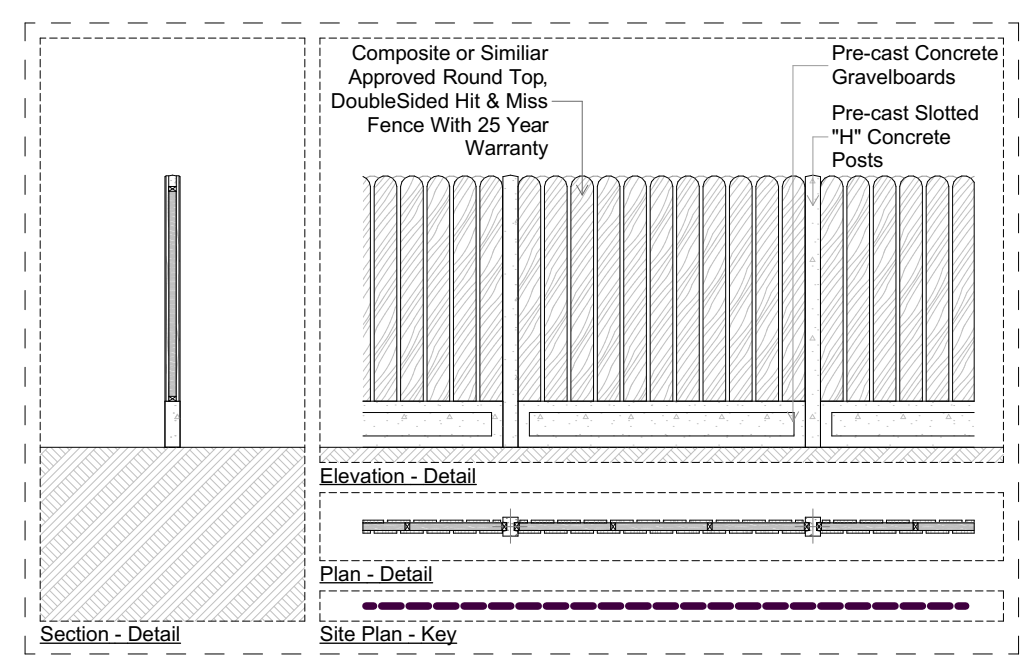 Composite or Similiar
Approved Round Top,
DoubleSided Hit & Miss
Fence With 25 Year
Warranty
Pre-cast Concrete
Gravelboards
Pre-cast Slotted
"H" Concrete
Posts
Elevation - Detail
Plan - Detail
Section - Detail
Site Plan - Key